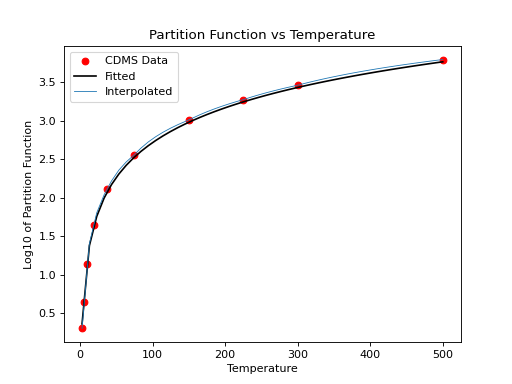 Partition Function vs Temperature
CDMS Data
Fitted
Interpolated
Log10 of Partition Function
3.5
3.0
2.5
2.0
1.5
1.0
0.5
0 100 200 300 400 500
Temperature